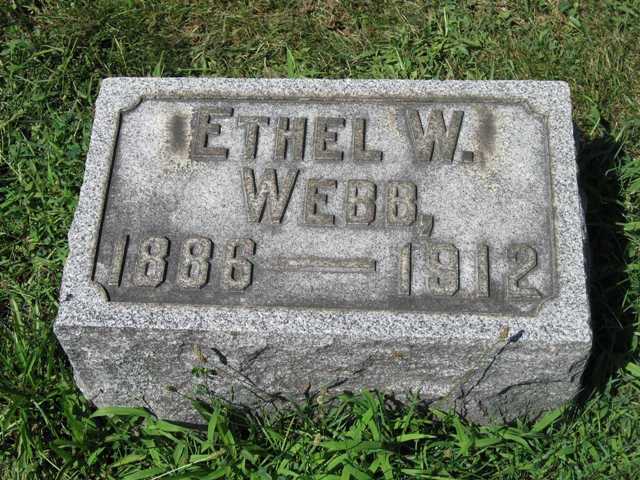 ETHEL W.
WEBB,
1886 — 1912